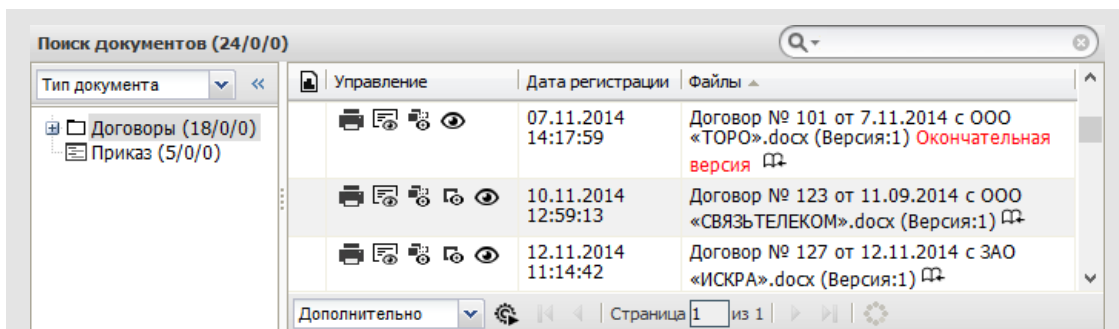 Поиск документов (24/0/0)
Тип документа
Договоры (18/0/0)
Приказ (5/0/0)
Управление
Дата регистрации
Файлы
07.11.2014
14:17:59
Договор № 101 от 7.11.2014 с ООО
«ТОРО».docx (Версия:1) Окончательная
версия
10.11.2014
12:59:13
Договор № 123 от 11.09.2014 с ООО
«СВЯЗЬТЕЛЕКОМ».docx (Версия:1)
12.11.2014
11:14:42
Договор № 127 от 12.11.2014 с ЗАО
«ИСКРА».docx (Версия:1)
Дополнительно
Страница 1 из 1